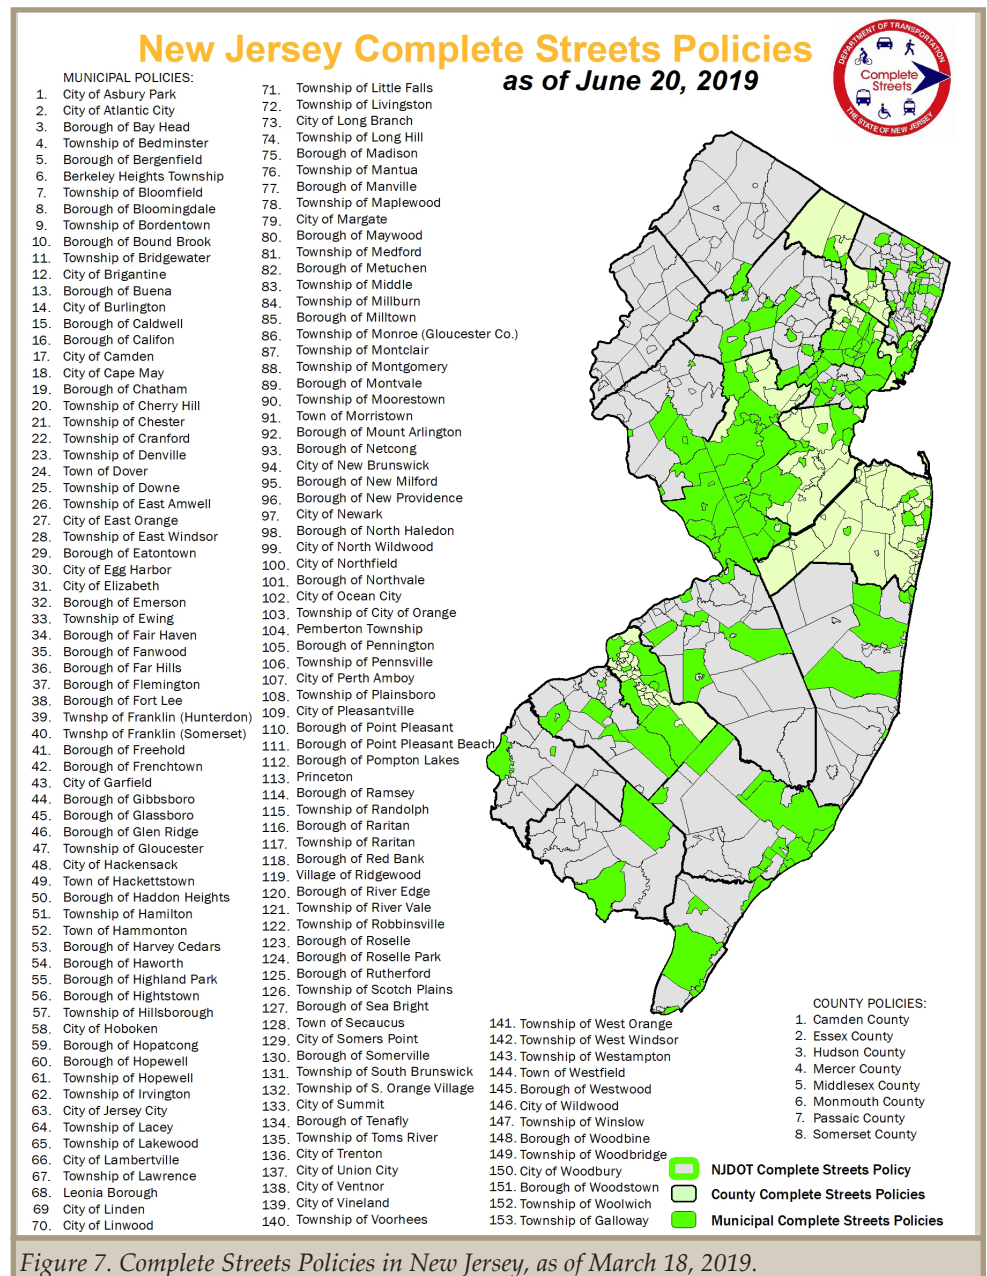 New Jersey Complete Streets Policies
as of June 20, 2019
DEPARTMENT OF TRANSPORTATION
Complete
Streets
THE STATE OF NEW JERSEY
MUNICIPAL POLICIES:
1. City of Asbury Park
2. City of Atlantic City
3. Borough of Bay Head
4. Township of Bedminster
5. Borough of Bergenfield
6. Berkeley Heights Township
7. Township of Bloomfield
8. Borough of Bloomingdale
9. Township of Bordentown
10. Borough of Bound Brook
11. Township of Bridgewater
12. City of Brigantine
13. Borough of Buena
14. City of Burlington
15. Borough of Caldwell
16. Borough of Califon
17. City of Camden
18. City of Cape May
19. Borough of Chatham
20. Township of Cherry Hill
21. Township of Chester
22. Township of Cranford
23. Township of Denville
24. Town of Dover
25. Township of Downe
26. Township of East Amwell
27. City of East Orange
28. Township of East Windsor
29. Borough of Eatontown
30. City of Egg Harbor
31. City of Elizabeth
32. Borough of Emerson
33. Township of Ewing
34. Borough of Fair Haven
35. Borough of Fanwood
36. Borough of Far Hills
37. Borough of Flemington
38. Borough of Fort Lee
39. Twnshp of Franklin (Hunterdon)
40. Twnshp of Franklin (Somerset)
41. Borough of Freehold
42. Borough of Frenchtown
43. City of Garfield
44. Borough of Gibbsboro
45. Borough of Glassboro
46. Borough of Glen Ridge
47. Township of Gloucester
48. City of Hackensack
49. Town of Hackettstown
50. Borough of Haddon Heights
51. Township of Hamilton
52. Town of Hammonton
53. Borough of Harvey Cedars
54. Borough of Haworth
55. Borough of Highland Park
56. Borough of Hightstown
57. Township of Hillsborough
58. City of Hoboken
59. Borough of Hopatcong
60. Borough of Hopewell
61. Township of Hopewell
62. Township of Irvington
63. City of Jersey City
64. Township of Lacey
65. Township of Lakewood
66. City of Lambertville
67. Township of Lawrence
68. Leonia Borough
69 City of Linden
70. City of Linwood
71. Township of Little Falls
72. Township of Livingston
73. City of Long Branch
74. Township of Long Hill
75. Borough of Madison
76. Township of Mantua
77. Borough of Manville
78. Township of Maplewood
79. City of Margate
80. Borough of Maywood
81. Township of Medford
82. Borough of Metuchen
83. Township of Middle
84. Township of Millburn
85. Borough of Milltown
86. Township of Monroe (Gloucester Co.)
87. Township of Montclair
88. Township of Montgomery
89. Borough of Montvale
90. Township of Moorestown
91. Town of Morristown
92. Borough of Mount Arlington
93. Borough of Netcong
94. City of New Brunswick
95. Borough of New Milford
96. Borough of New Providence
97. City of Newark
98. Borough of North Haledon
99. City of North Wildwood
100. City of Northfield
101. Borough of Northvale
102. City of Ocean City
103. Township of City of Orange
104. Pemberton Township
105. Borough of Pennington
106. Township of Pennsville
107. City of Perth Amboy
108. Township of Plainsboro
109. City of Pleasantville
110. Borough of Point Pleasant
111. Borough of Point Pleasant Beach
112. Borough of Pompton Lakes
113. Princeton
114. Borough of Ramsey
115. Township of Randolph
116. Borough of Raritan
117. Township of Raritan
118. Borough of Red Bank
119. Village of Ridgewood
120. Borough of River Edge
121. Township of River Vale
122. Township of Robbinsville
123. Borough of Roselle
124. Borough of Roselle Park
125. Borough of Rutherford
126. Township of Scotch Plains
127. Borough of Sea Bright
128. Town of Secaucus
129. City of Somers Point
130. Borough of Somerville
131. Township of South Brunswick
132. Township of S. Orange Village
133. City of Summit
134. Borough of Tenafly
135. Township of Toms River
136. City of Trenton
137. City of Union City
138. City of Ventnor
139. City of Vineland
140. Township of Voorhees
141. Township of West Orange
142. Township of West Windsor
143. Township of Westampton
144. Town of Westfield
145. Borough of Westwood
146. City of Wildwood
147. Township of Winslow
148. Borough of Woodbine
149. Township of Woodbridge
150. City of Woodbury
151. Borough of Woodstown
152. Township of Woolwich
153. Township of Galloway
COUNTY POLICIES:
1. Camden County
2. Essex County
3. Hudson County
4. Mercer County
5. Middlesex County
6. Monmouth County
7. Passaic County
8. Somerset County
NJDOT Complete Streets Policy
County Complete Streets Policies
Municipal Complete Streets Policies
Figure 7. Complete Streets Policies in New Jersey, as of March 18, 2019.